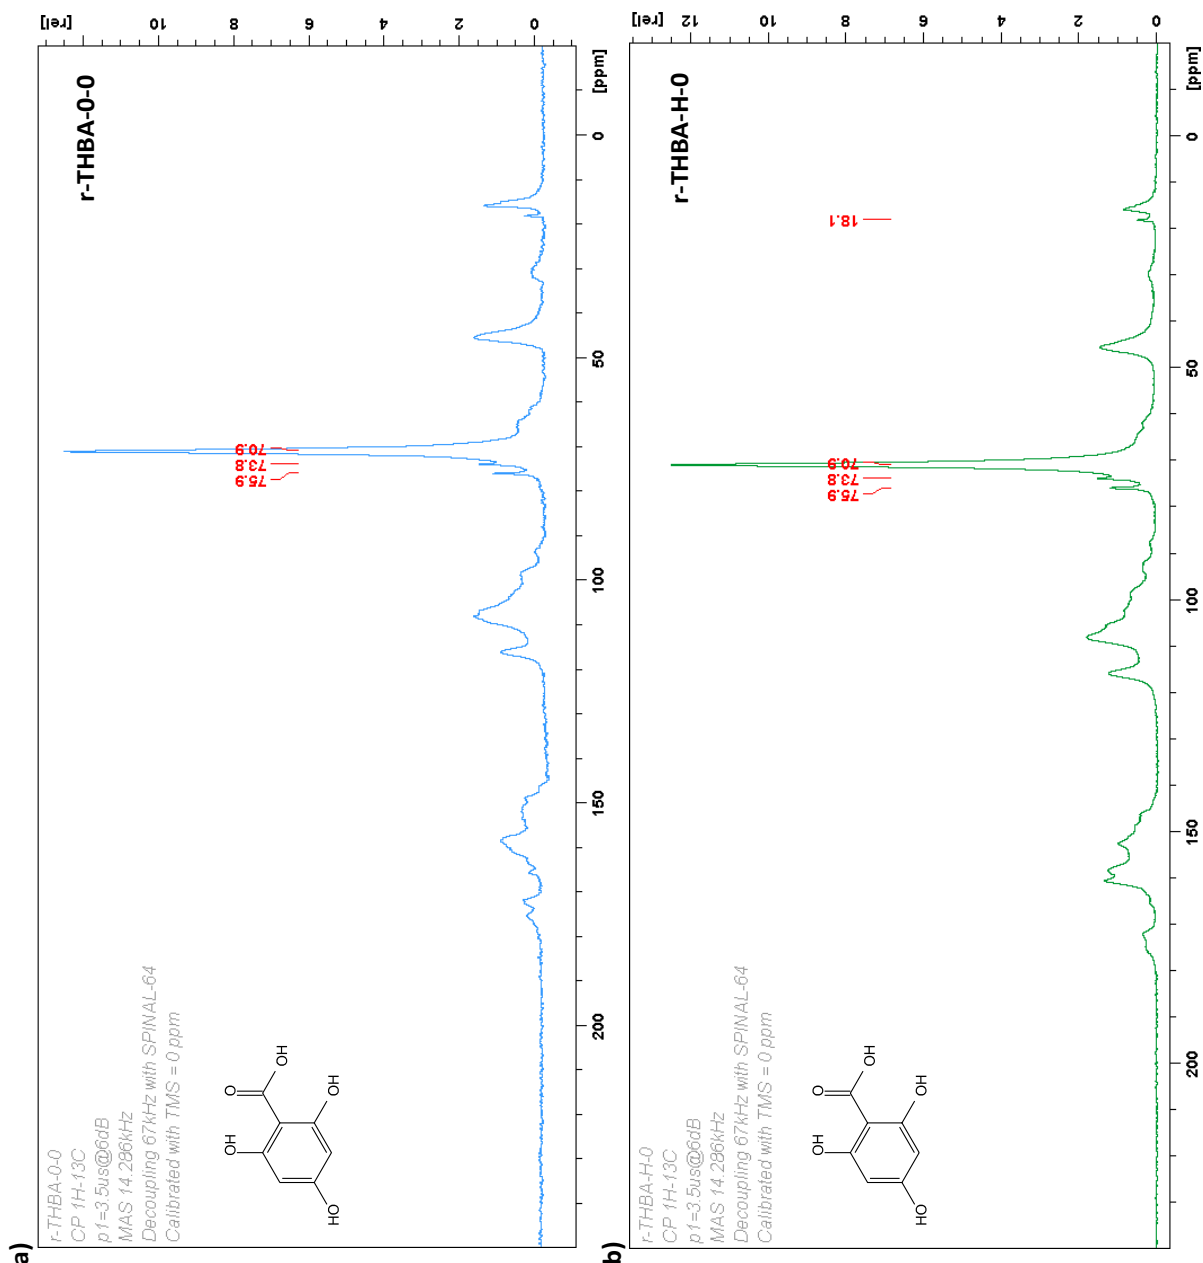 a)
r-THBA-0-0
r-THBA-0-0
CP 1H-13C
p1=3.5us@6dB
MAS 14.286kHz
Decoupling 67kHz with SPINAL-64
Calibrated with TMS = 0 ppm
O
OH
OH
OH
HO
75.9
73.8
70.9
[rel]
10
8
6
4
2
0
200 150 100 50 0 [ppm]
b)
r-THBA-H-0
r-THBA-H-0
CP 1H-13C
p1=3.5us@6dB
MAS 14.286kHz
Decoupling 67kHz with SPINAL-64
Calibrated with TMS = 0 ppm
O
OH
OH
OH
HO
75.9
73.8
70.9
18.1
[rel]
12
10
8
6
4
2
0
200 150 100 50 0 [ppm]